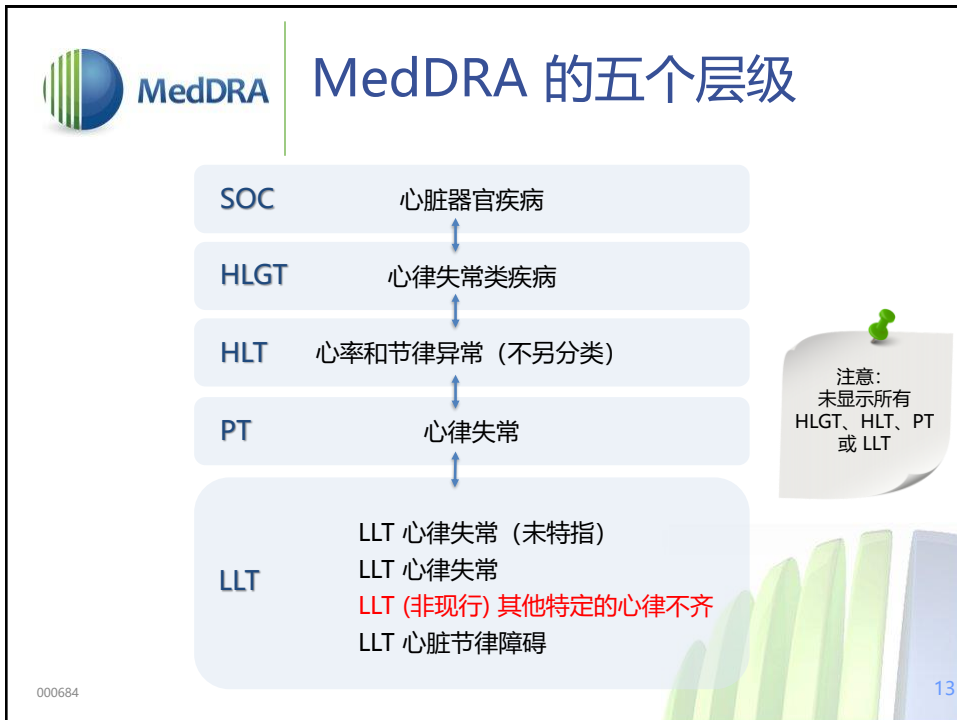 MedDRA
MedDRA 的五个层级
SOC 心脏器官疾病
HLGT 心律失常类疾病
HLT 心率和节律异常（不另分类）
PT 心律失常
LLT
LLT 心律失常（未特指）
LLT 心律失常
LLT (非现行) 其他特定的心律不齐
LLT 心脏节律障碍
注意：
未显示所有
HLGT、HLT、PT
或 LLT
000684
13